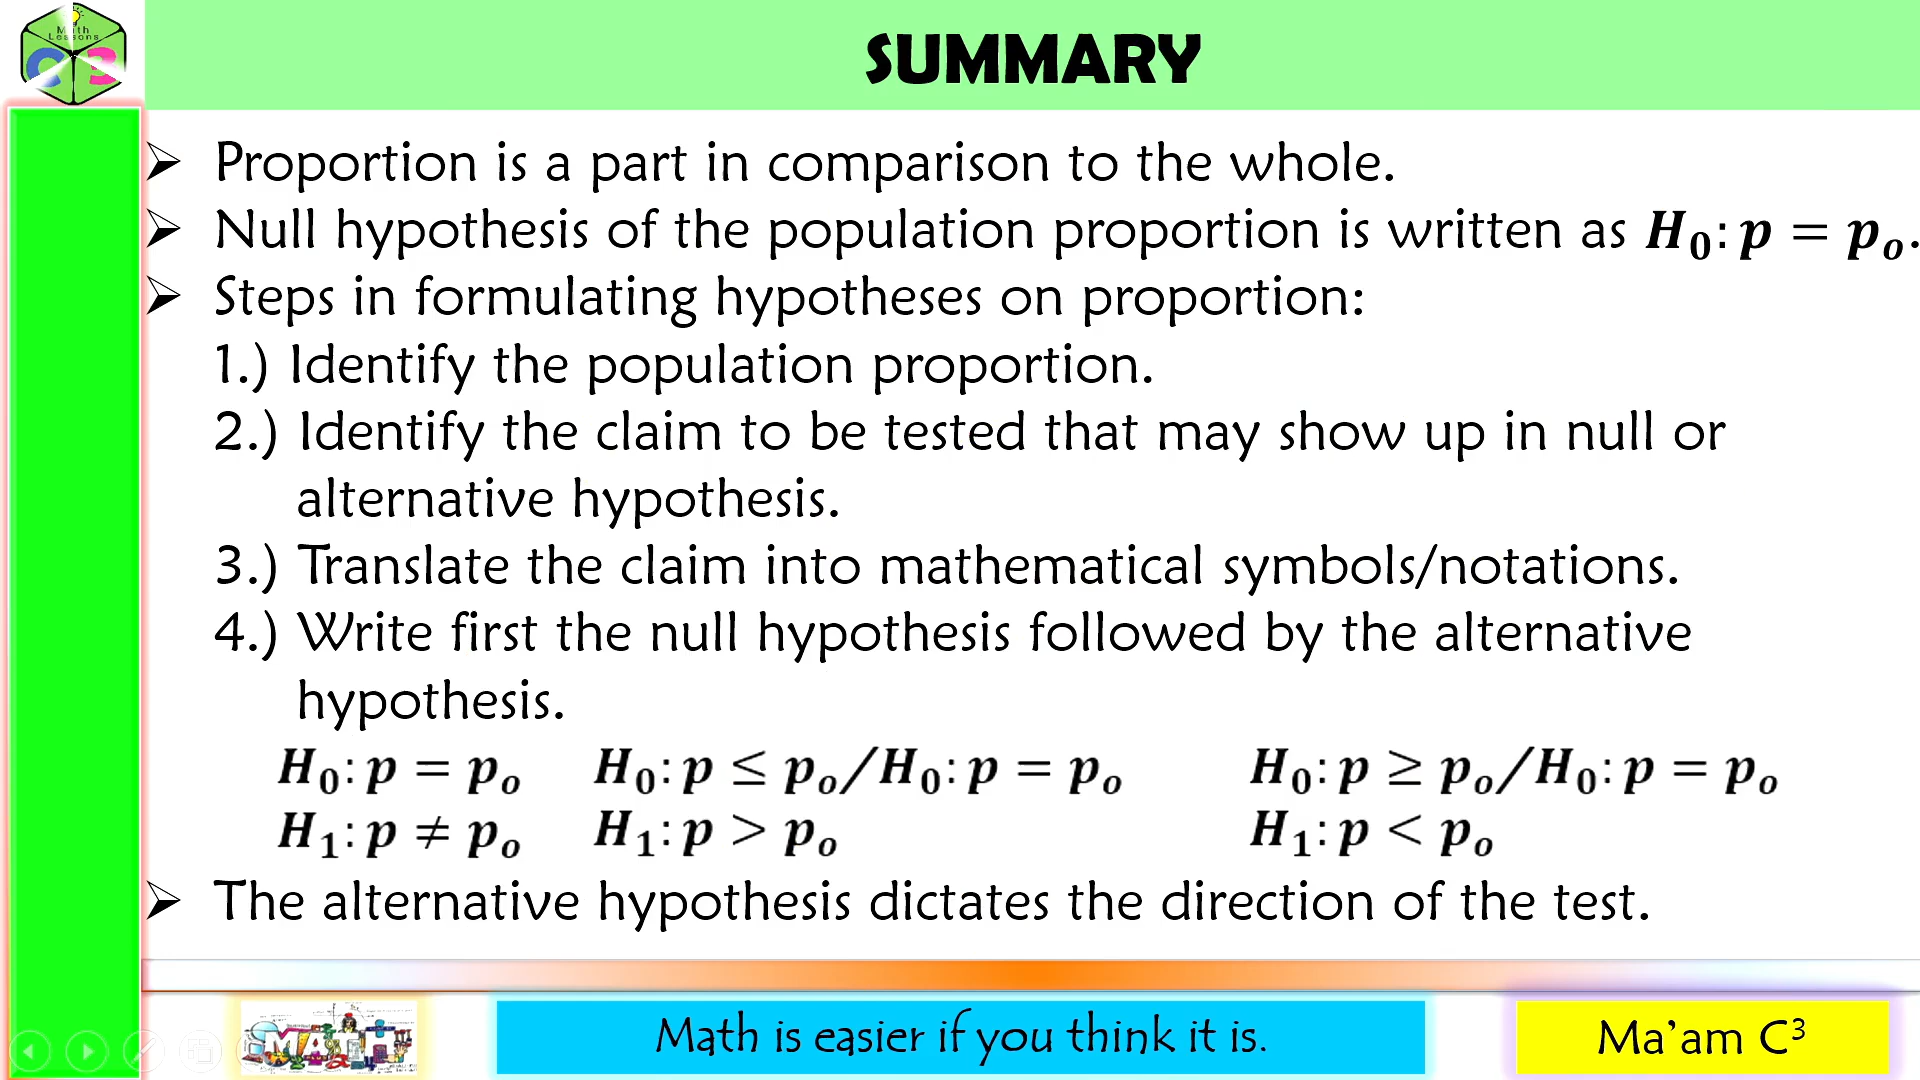 Math
Lessons
C 3
SUMMARY
➢ Proportion is a part in comparison to the whole.
➢ Null hypothesis of the population proportion is written as H₀: p = pₒ.
➢ Steps in formulating hypotheses on proportion:
1.) Identify the population proportion.
2.) Identify the claim to be tested that may show up in null or
alternative hypothesis.
3.) Translate the claim into mathematical symbols/notations.
4.) Write first the null hypothesis followed by the alternative
hypothesis.
H₀: p = pₒ H₀: p ≤ pₒ/H₀: p = pₒ H₀: p ≥ pₒ/H₀: p = pₒ
H₁: p ≠ pₒ H₁: p > pₒ H₁: p < pₒ
➢ The alternative hypothesis dictates the direction of the test.
MATH
Math is easier if you think it is.
Ma’am C³